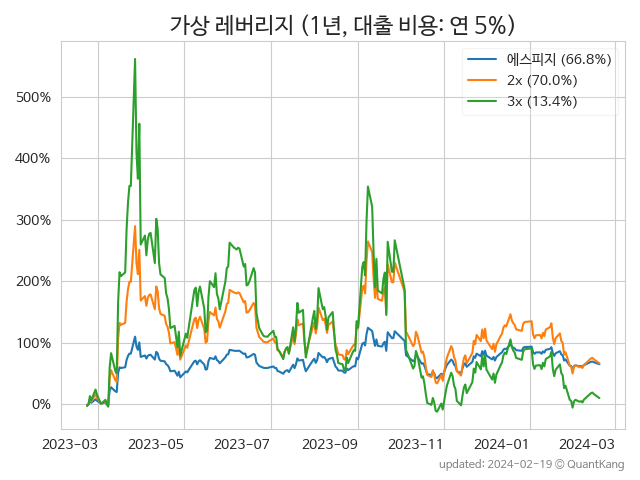 가상 레버리지 (1년, 대출 비용: 연 5%)
에스피지 (66.8%)
2x (70.0%)
3x (13.4%)
500%
400%
300%
200%
100%
0%
2023-03 2023-05 2023-07 2023-09 2023-11 2024-01 2024-03
updated: 2024-02-19 © QuantKang